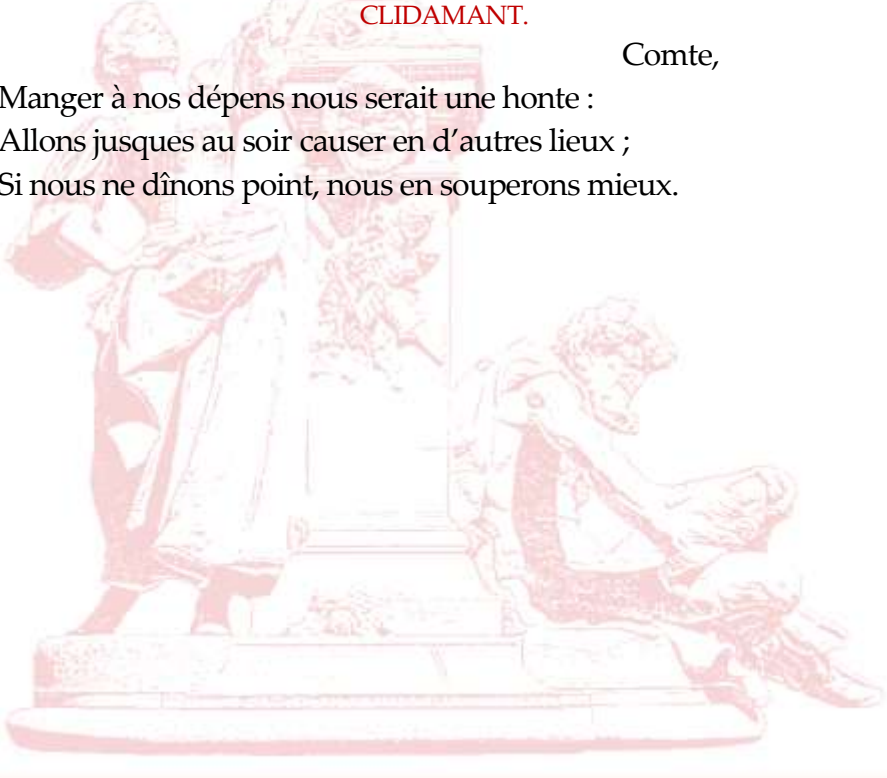 CLIDAMANT.
Comte,
Manger à nos dépens nous serait une honte :
Allons jusques au soir causer en d’autres lieux ;
Si nous ne dînons point, nous en souperons mieux.